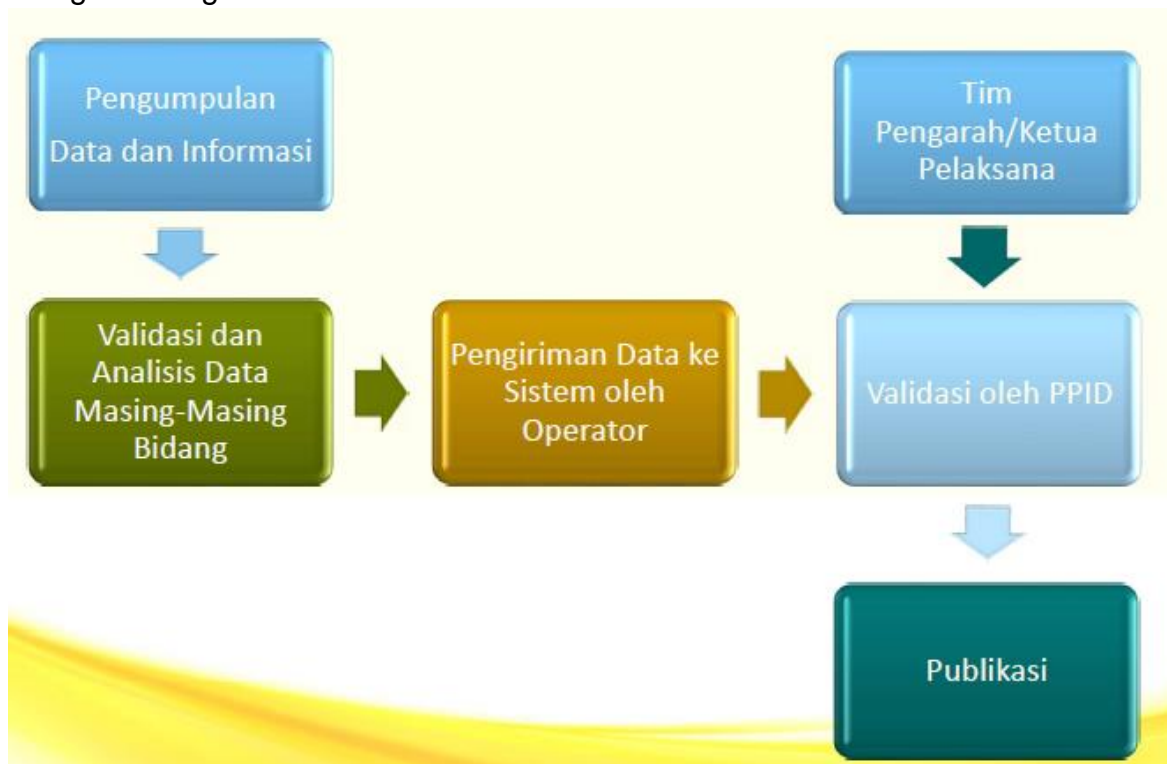 Pengumpulan
Data dan Informasi
Tim
Pengarah/Ketua
Pelaksana
Validasi dan
Analisis Data
Masing-Masing
Bidang
Pengiriman Data ke
Sistem oleh
Operator
Validasi oleh PPID
Publikasi